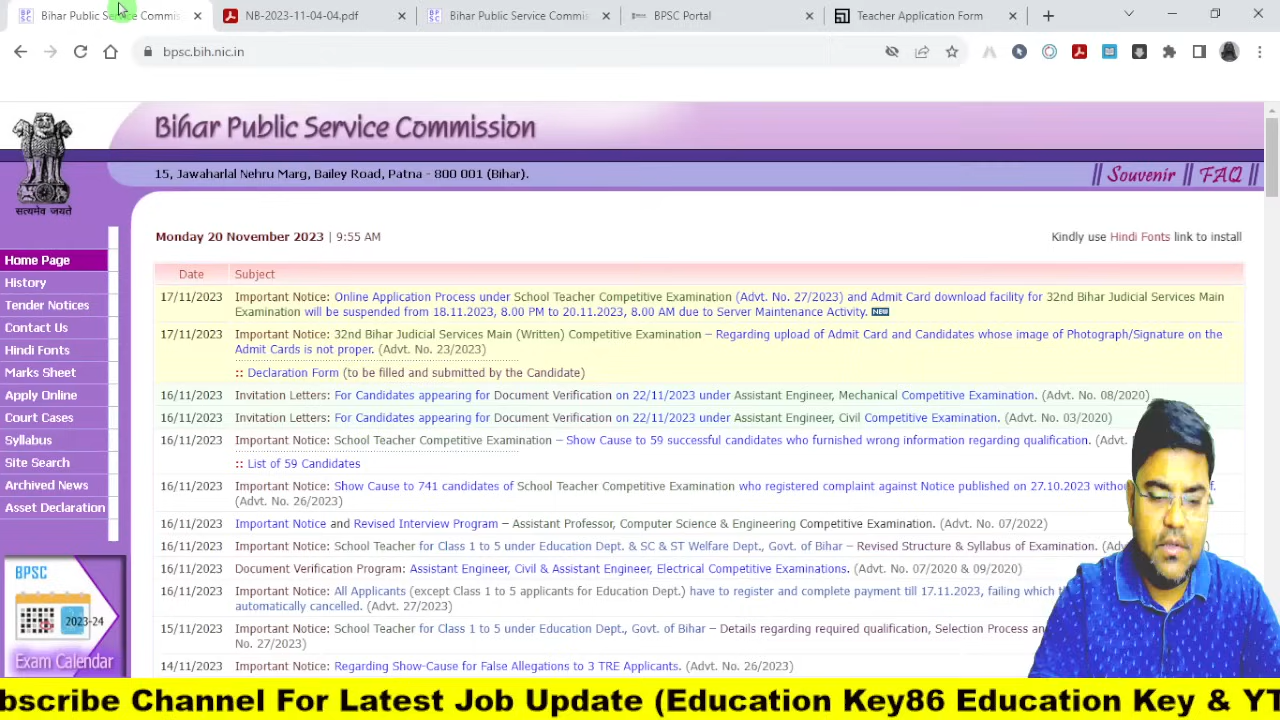 Bihar Public Service Commis
NB-2023-11-04-04.pdf
Bihar Public Service Commis
BPSC Portal
Teacher Application Form
bpsc.bih.nic.in
Bihar Public Service Commission
सत्यमेव जयते
15, Jawaharlal Nehru Marg, Bailey Road, Patna - 800 001 (Bihar).
|| Souvenir || FAQ ||
Monday 20 November 2023 | 9:55 AM
Kindly use Hindi Fonts link to install
Home Page
History
Tender Notices
Contact Us
Hindi Fonts
Marks Sheet
Apply Online
Court Cases
Syllabus
Site Search
Archived News
Asset Declaration
BPSC
2023-24
Exam Calendar
Date Subject
17/11/2023 Important Notice: Online Application Process under School Teacher Competitive Examination (Advt. No. 27/2023) and Admit Card download facility for 32nd Bihar Judicial Services Main
Examination will be suspended from 18.11.2023, 8.00 PM to 20.11.2023, 8.00 AM due to Server Maintenance Activity. NEW
17/11/2023 Important Notice: 32nd Bihar Judicial Services Main (Written) Competitive Examination – Regarding upload of Admit Card and Candidates whose image of Photograph/Signature on the
Admit Cards is not proper. (Advt. No. 23/2023)
:: Declaration Form (to be filled and submitted by the Candidate)
16/11/2023 Invitation Letters: For Candidates appearing for Document Verification on 22/11/2023 under Assistant Engineer, Mechanical Competitive Examination. (Advt. No. 08/2020)
16/11/2023 Invitation Letters: For Candidates appearing for Document Verification on 22/11/2023 under Assistant Engineer, Civil Competitive Examination. (Advt. No. 03/2020)
16/11/2023 Important Notice: School Teacher Competitive Examination – Show Cause to 59 successful candidates who furnished wrong information regarding qualification. (Advt.
:: List of 59 Candidates
16/11/2023 Important Notice: Show Cause to 741 candidates of School Teacher Competitive Examination who registered complaint against Notice published on 27.10.2023
(Advt. No. 26/2023)
16/11/2023 Important Notice and Revised Interview Program – Assistant Professor, Computer Science & Engineering Competitive Examination. (Advt. No. 07/2022)
16/11/2023 Important Notice: School Teacher for Class 1 to 5 under Education Dept. & SC & ST Welfare Dept., Govt. of Bihar – Revised Structure & Syllabus of Examination.
16/11/2023 Document Verification Program: Assistant Engineer, Civil & Assistant Engineer, Electrical Competitive Examinations. (Advt. No. 07/2020 & 09/2020)
16/11/2023 Important Notice: All Applicants (except Class 1 to 5 applicants for Education Dept.) have to register and complete payment till 17.11.2023, failing which
automatically cancelled. (Advt. 27/2023)
15/11/2023 Important Notice: School Teacher for Class 1 to 5 under Education Dept., Govt. of Bihar – Details regarding required qualification, Selection Process
No. 27/2023)
14/11/2023 Important Notice: Regarding Show-Cause for False Allegations to 3 TRE Applicants. (Advt. No. 26/2023)
bscribe Channel For Latest Job Update (Education Key86 Education Key & YT